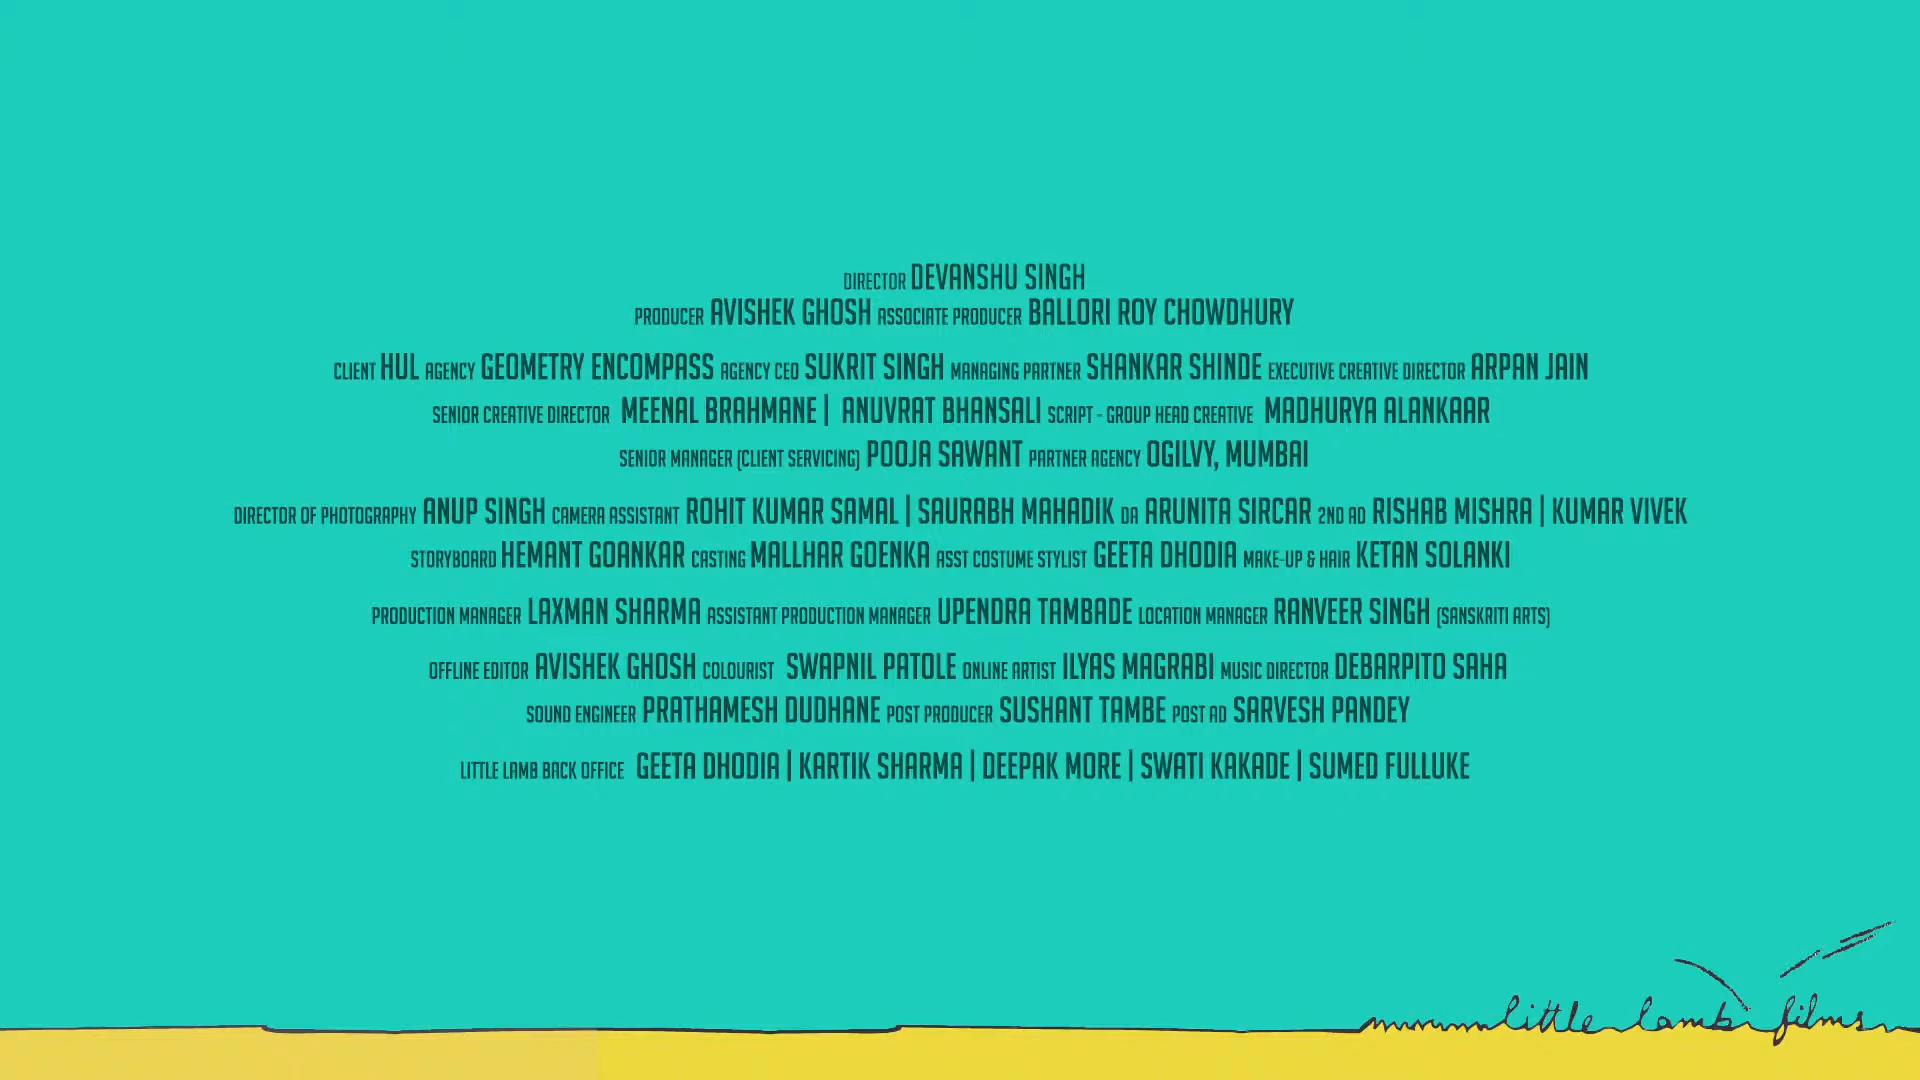 DIRECTOR DEVANSHU SINGH
PRODUCER AVISHEK GHOSH ASSOCIATE PRODUCER BALLORI ROY CHOWDHURY
CLIENT HUL AGENCY GEOMETRY ENCOMPASS AGENCY CEO SUKRIT SINGH MANAGING PARTNER SHANKAR SHINDE EXECUTIVE CREATIVE DIRECTOR ARPAN JAIN
SENIOR CREATIVE DIRECTOR MEENAL BRAHMANE | ANUVRAT BHANSALI SCRIPT - GROUP HEAD CREATIVE MADHURYA ALANKAAR
SENIOR MANAGER (CLIENT SERVICING) POOJA SAWANT PARTNER AGENCY OGILVY, MUMBAI
DIRECTOR OF PHOTOGRAPHY ANUP SINGH CAMERA ASSISTANT ROHIT KUMAR SAMAL | SAURABH MAHADIK DA ARUNITA SIRCAR 2ND AD RISHAB MISHRA | KUMAR VIVEK
STORYBOARD HEMANT GOANKAR CASTING MALLHAR GOENKA ASST COSTUME STYLIST GEETA DHODIA MAKE-UP & HAIR KETAN SOLANKI
PRODUCTION MANAGER LAXMAN SHARMA ASSISTANT PRODUCTION MANAGER UPENDRA TAMBADE LOCATION MANAGER RANVEER SINGH (SANSKRITI ARTS)
OFFLINE EDITOR AVISHEK GHOSH COLOURIST SWAPNIL PATOLE ONLINE ARTIST ILYAS MAGRABI MUSIC DIRECTOR DEBARPITO SAHA
SOUND ENGINEER PRATHAMESH DUDHANE POST PRODUCER SUSHANT TAMBE POST AD SARVESH PANDEY
LITTLE LAMB BACK OFFICE GEETA DHODIA | KARTIK SHARMA | DEEPAK MORE | SWATI KAKADE | SUMED FULLUKE
little lamb films